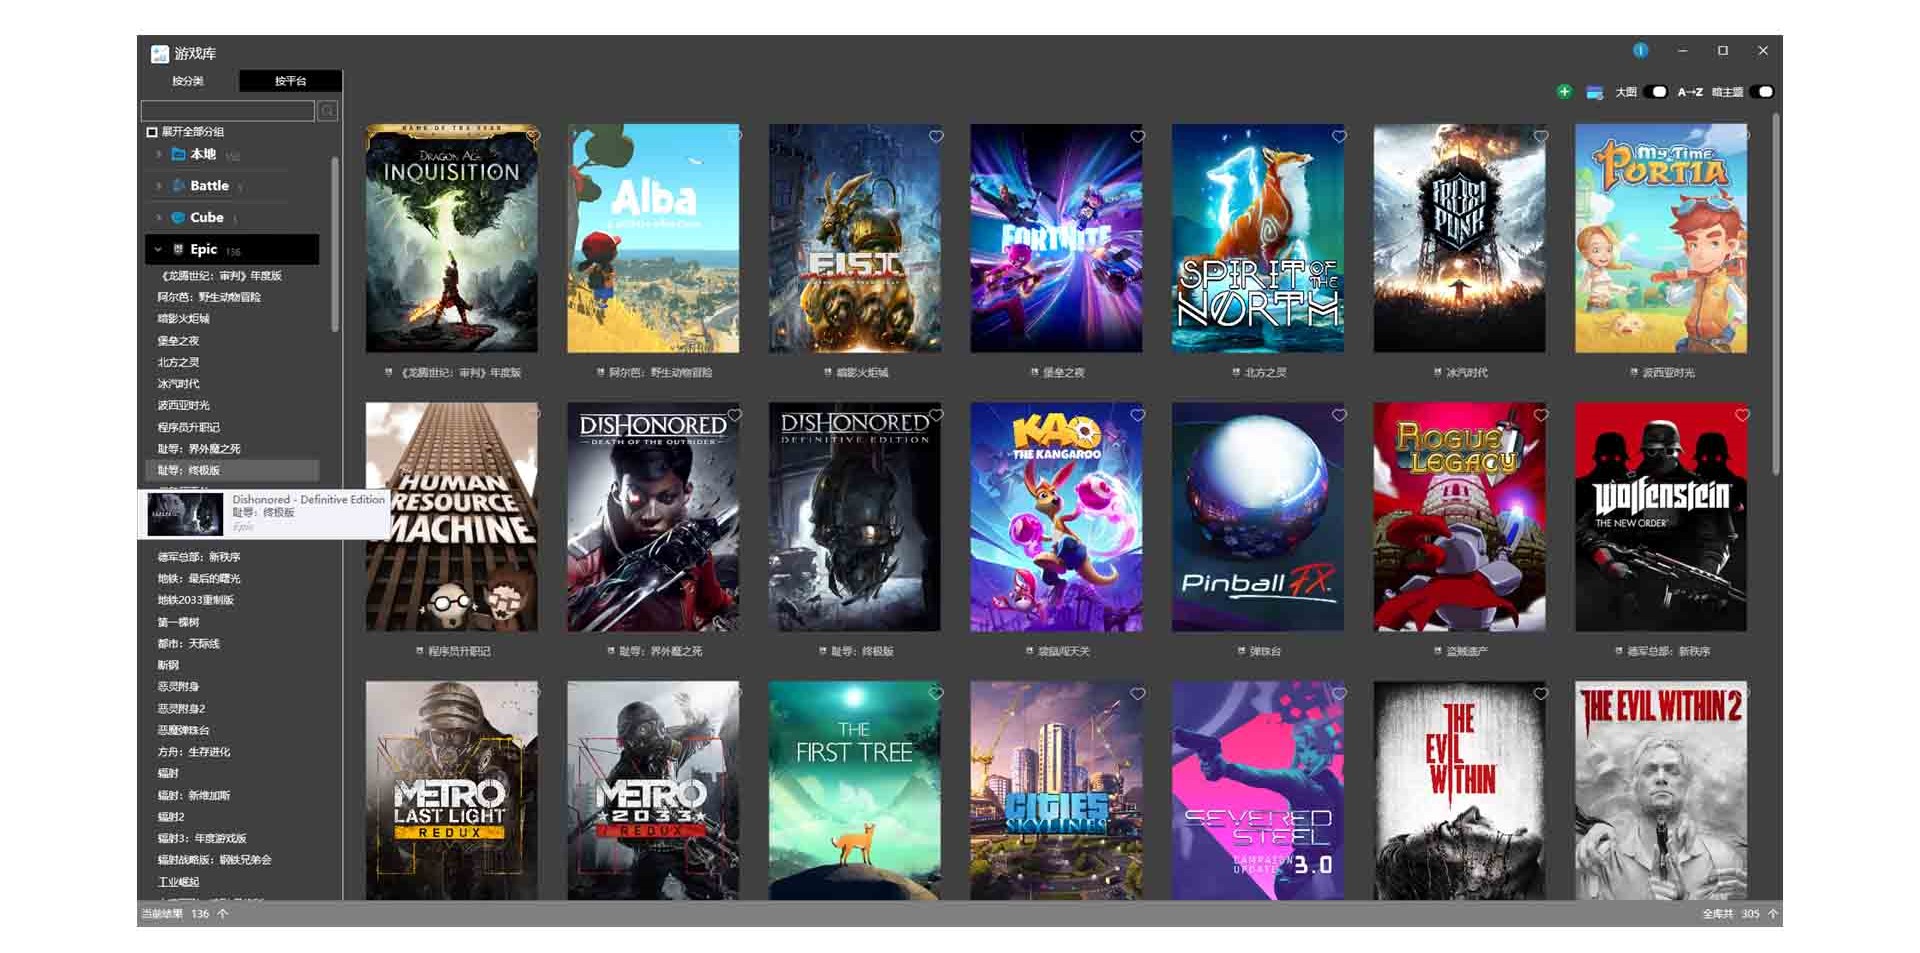 游戏库
按分类
按平台
大图
A→Z
暗主题
展开全部分组
本地
Battle
Cube
Epic 136
《龙腾世纪：审判》年度版
阿尔芭：野生动物冒险
暗影火炬城
堡垒之夜
北方之灵
冰汽时代
波西亚时光
程序员升职记
耻辱：界外魔之死
耻辱：终极版
Dishonored - Definitive Edition
耻辱：终极版
Epic
德军总部：新秩序
地铁：最后的曙光
地铁2033重制版
第一棵树
都市：天际线
断钢
恶灵附身
恶灵附身2
恶魔弹珠台
方舟：生存进化
辐射
辐射：新维加斯
辐射2
辐射3：年度游戏版
辐射战略版：钢铁兄弟会
工业崛起
GAME OF THE YEAR
DRAGON AGE
INQUISITION
Alba
F.I.S.T.
FORTNITE
SPIRIT OF THE NORTH
FROST
PUNK
My Time
PORTIA
《龙腾世纪：审判》年度版
阿尔芭：野生动物冒险
暗影火炬城
堡垒之夜
北方之灵
冰汽时代
波西亚时光
HUMAN
RESOURCE
MACHINE
DISHONORED
DEATH OF THE OUTSIDER
DISHONORED
DEFINITIVE EDITION
KAO
THE KANGAROO
Pinball FX
ROGUE
LEGACY
Wolfenstein
THE NEW ORDER
程序员升职记
耻辱：界外魔之死
耻辱：终极版
袋鼠闯天关
弹珠台
盗贼遗产
德军总部：新秩序
METRO
LAST LIGHT
REDUX
METRO
2033
REDUX
THE
FIRST TREE
CITIES
SKYLINES
SEVERED
STEEL
CAMPAIGN
UPDATE 3.0
THE
EVIL
WITHIN
THE EVIL WITHIN 2
当前结果 136 个
全库共 305 个